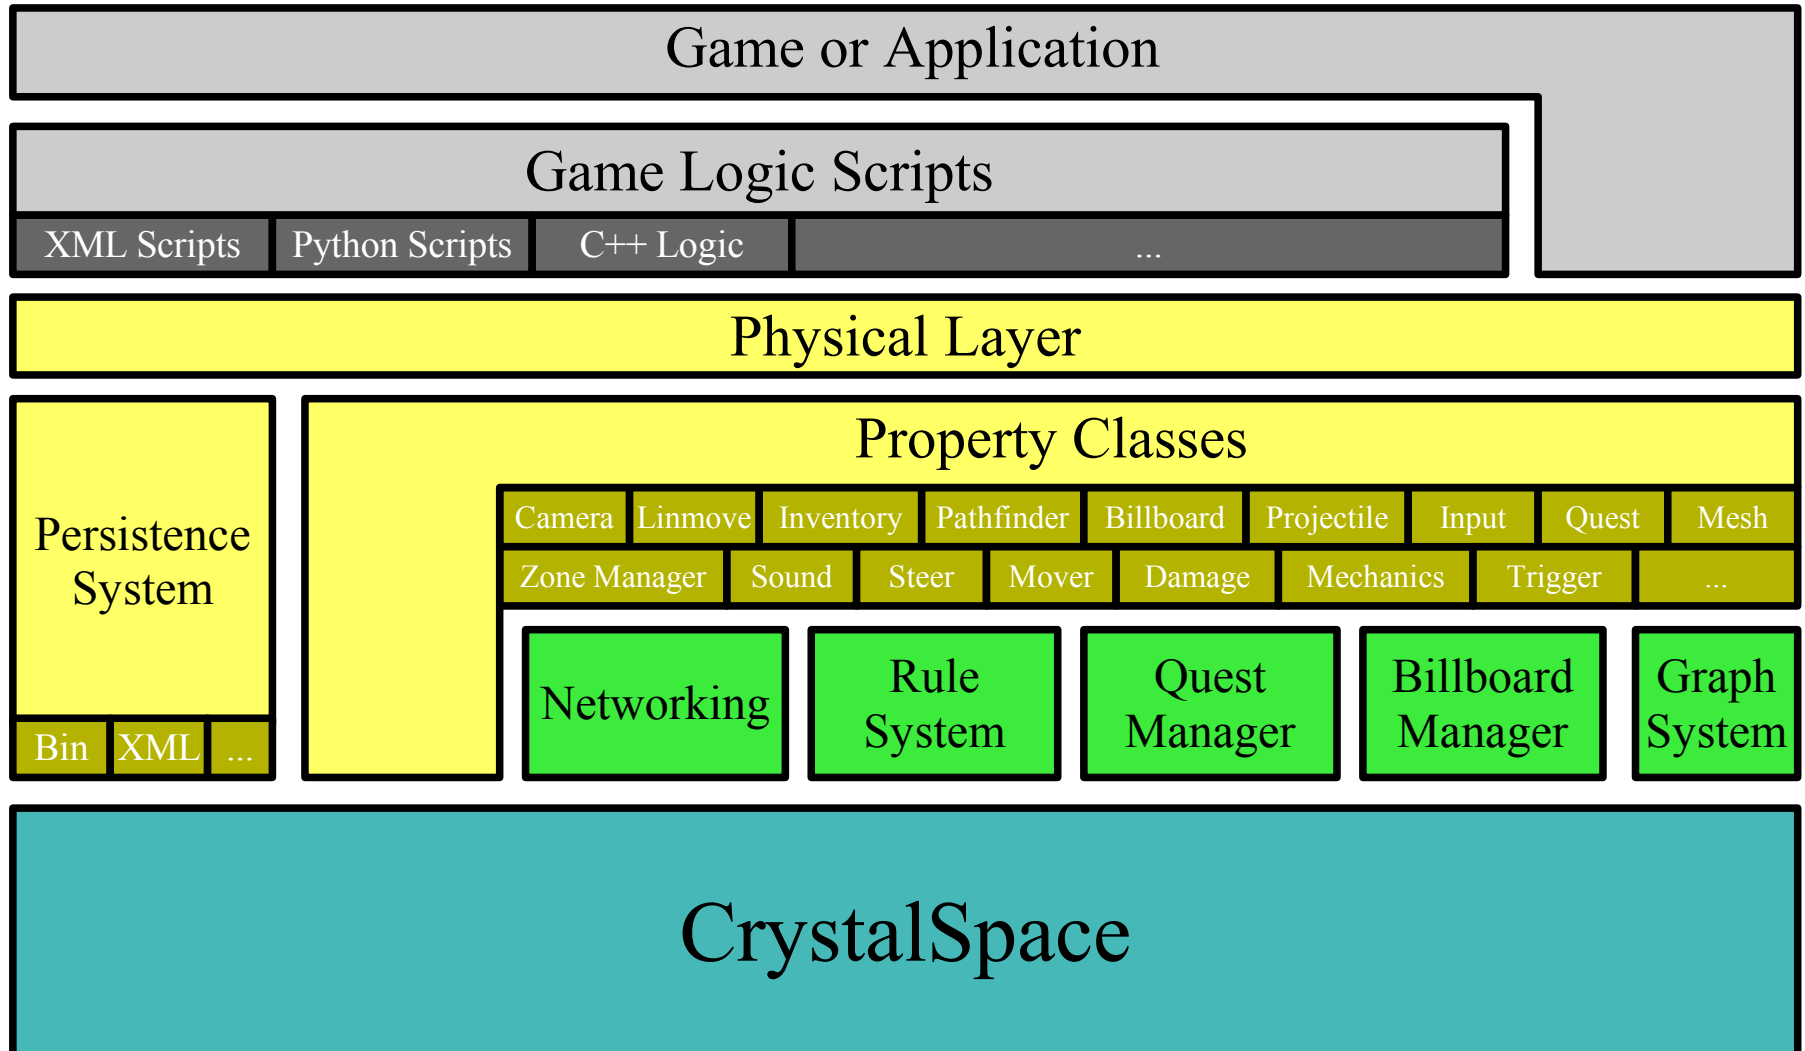 Game or Application
Game Logic Scripts
XML Scripts
Python Scripts
C++ Logic
...
Physical Layer
Persistence
System
Bin
XML
...
Property Classes
Camera
Linmove
Inventory
Pathfinder
Billboard
Projectile
Input
Quest
Mesh
Zone Manager
Sound
Steer
Mover
Damage
Mechanics
Trigger
...
Networking
Rule
System
Quest
Manager
Billboard
Manager
Graph
System
CrystalSpace